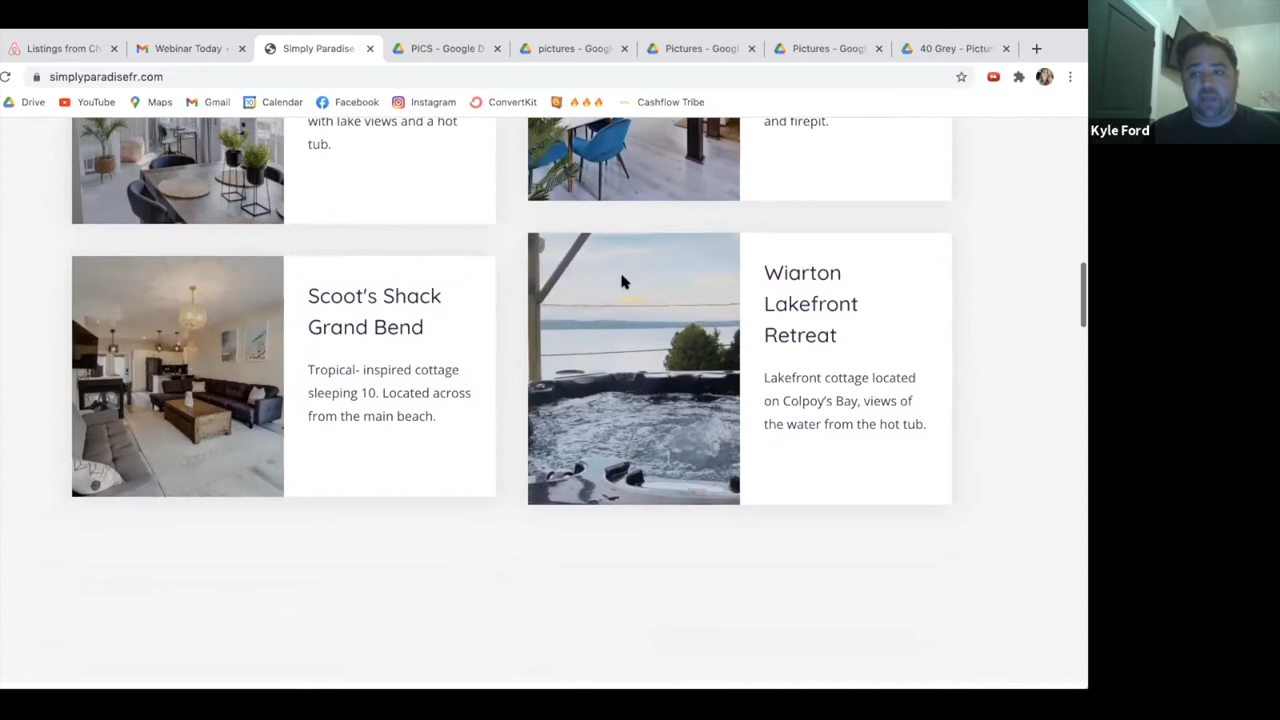 Listings from Ch
Webinar Today +
Simply Paradise
PICS - Google D
pictures - Googl
Pictures - Googl
Pictures - Googl
40 Grey - Pictur
simplyparadisefr.com
Drive
YouTube
Maps
Gmail
Calendar
Facebook
Instagram
ConvertKit
Cashflow Tribe
Kyle Ford
with lake views and a hot
tub.
and firepit.
Scoot's Shack
Grand Bend
Tropical- inspired cottage
sleeping 10. Located across
from the main beach.
Wiarton
Lakefront
Retreat
Lakefront cottage located
on Colpoy's Bay, views of
the water from the hot tub.